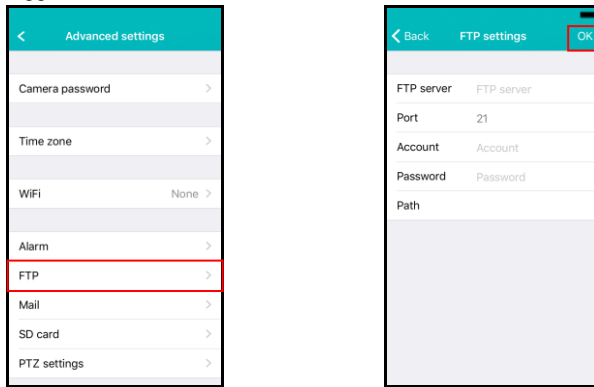 Advanced settings
Camera password
Time zone
WiFi None
Alarm
FTP
Mail
SD card
PTZ settings
Back FTP settings OK
FTP server FTP server
Port 21
Account Account
Password Password
Path